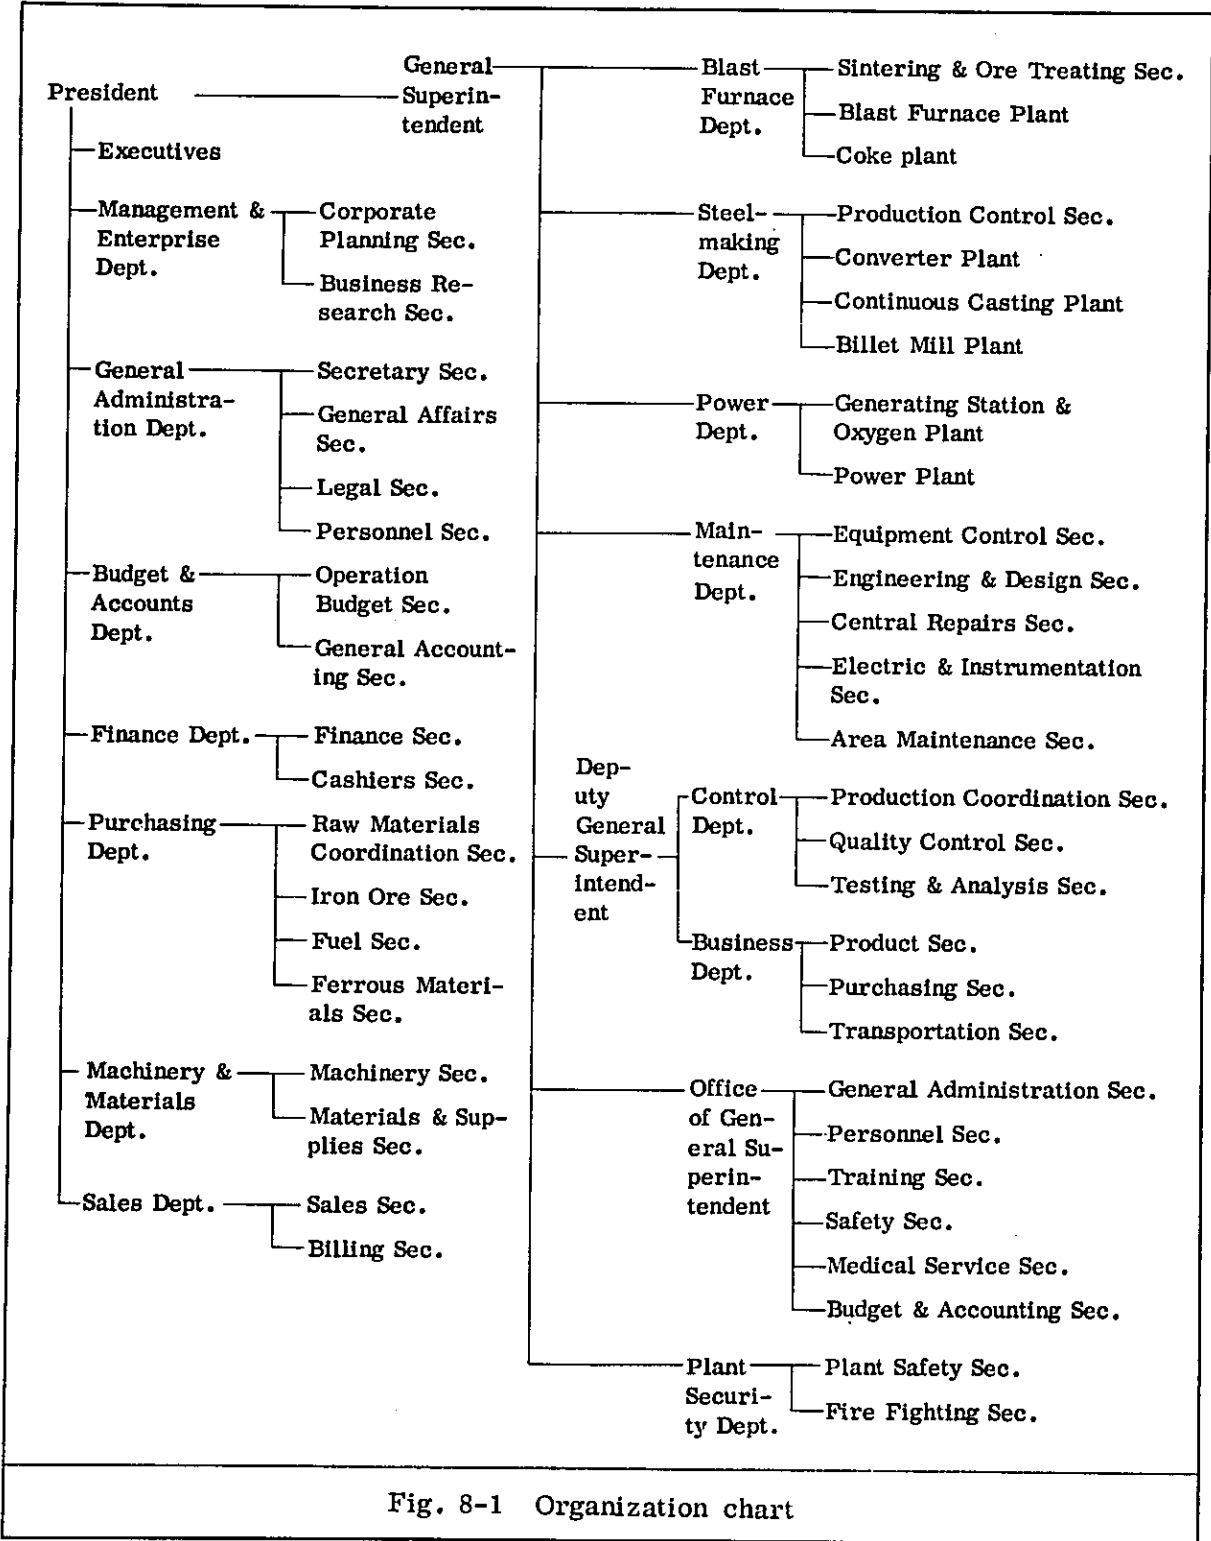 President
Executives
Management &
Enterprise
Dept.
Corporate
Planning Sec.
Business Re-
search Sec.
General
Administra-
tion Dept.
Secretary Sec.
General Affairs
Sec.
Legal Sec.
Personnel Sec.
Budget &
Accounts
Dept.
Operation
Budget Sec.
General Account-
ing Sec.
Finance Dept.
Finance Sec.
Cashiers Sec.
Purchasing
Dept.
Raw Materials
Coordination Sec.
Iron Ore Sec.
Fuel Sec.
Ferrous Materi-
als Sec.
Machinery &
Materials
Dept.
Machinery Sec.
Materials & Sup-
plies Sec.
Sales Dept.
Sales Sec.
Billing Sec.
General
Superin-
tendent
Blast
Furnace
Dept.
Sintering & Ore Treating Sec.
Blast Furnace Plant
Coke plant
Steel-
making
Dept.
Production Control Sec.
Converter Plant
Continuous Casting Plant
Billet Mill Plant
Power
Dept.
Generating Station &
Oxygen Plant
Power Plant
Main-
tenance
Dept.
Equipment Control Sec.
Engineering & Design Sec.
Central Repairs Sec.
Electric & Instrumentation
Sec.
Area Maintenance Sec.
Dep-
uty
General
Super-
intend-
ent
Control
Dept.
Production Coordination Sec.
Quality Control Sec.
Testing & Analysis Sec.
Business
Dept.
Product Sec.
Purchasing Sec.
Transportation Sec.
Office
of Gen-
eral Su-
perin-
tendent
General Administration Sec.
Personnel Sec.
Training Sec.
Safety Sec.
Medical Service Sec.
Budget & Accounting Sec.
Plant
Securi-
ty Dept.
Plant Safety Sec.
Fire Fighting Sec.
Fig. 8-1 Organization chart